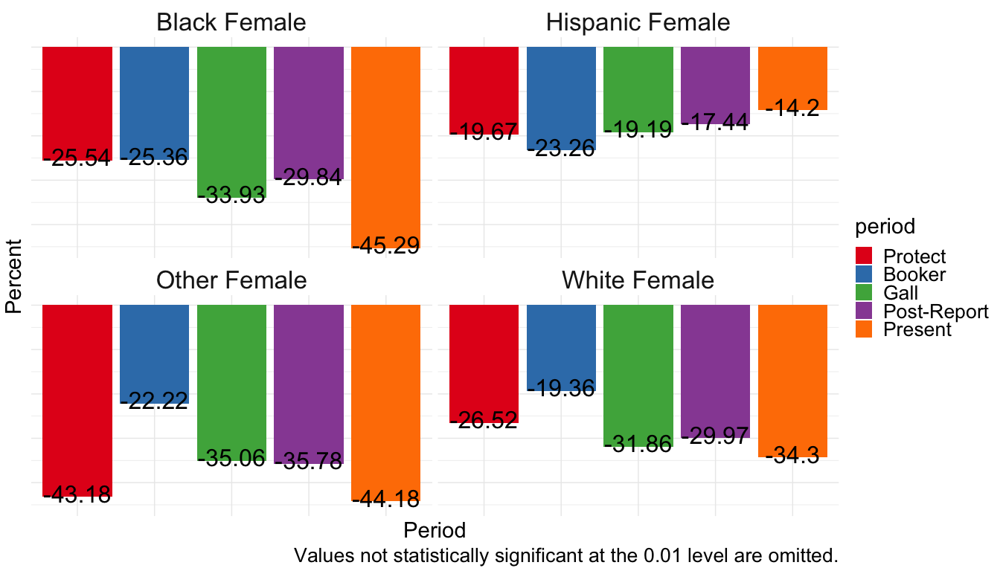 Black Female
Hispanic Female
-25.54
-25.36
-33.93
-29.84
-45.29
-19.67
-23.26
-19.19
-17.44
-14.2
Other Female
White Female
-43.18
-22.22
-35.06
-35.78
-44.18
-26.52
-19.36
-31.86
-29.97
-34.3
Percent
Period
Values not statistically significant at the 0.01 level are omitted.
period
Protect
Booker
Gall
Post-Report
Present